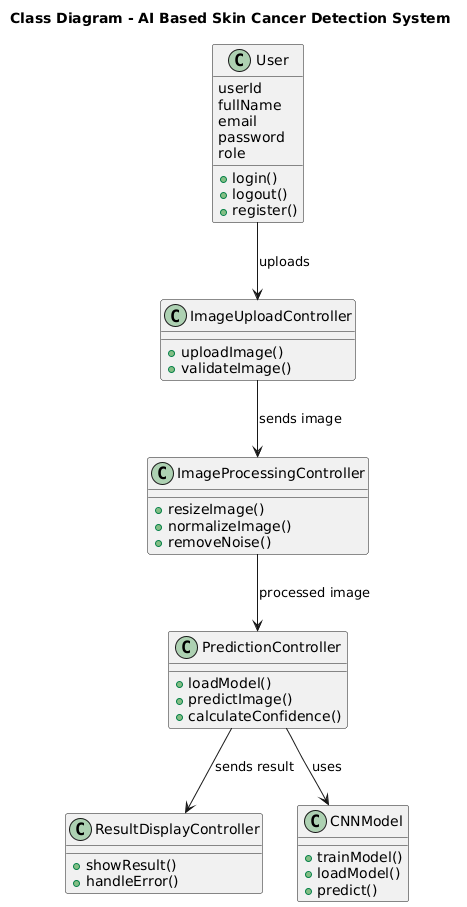 Class Diagram - AI Based Skin Cancer Detection System
C User
userId
fullName
email
password
role
login()
logout()
register()
uploads
C ImageUploadController
uploadImage()
validateImage()
sends image
C ImageProcessingController
resizeImage()
normalizeImage()
removeNoise()
processed image
C PredictionController
loadModel()
predictImage()
calculateConfidence()
sends result
uses
C ResultDisplayController
showResult()
handleError()
C CNNModel
trainModel()
loadModel()
predict()